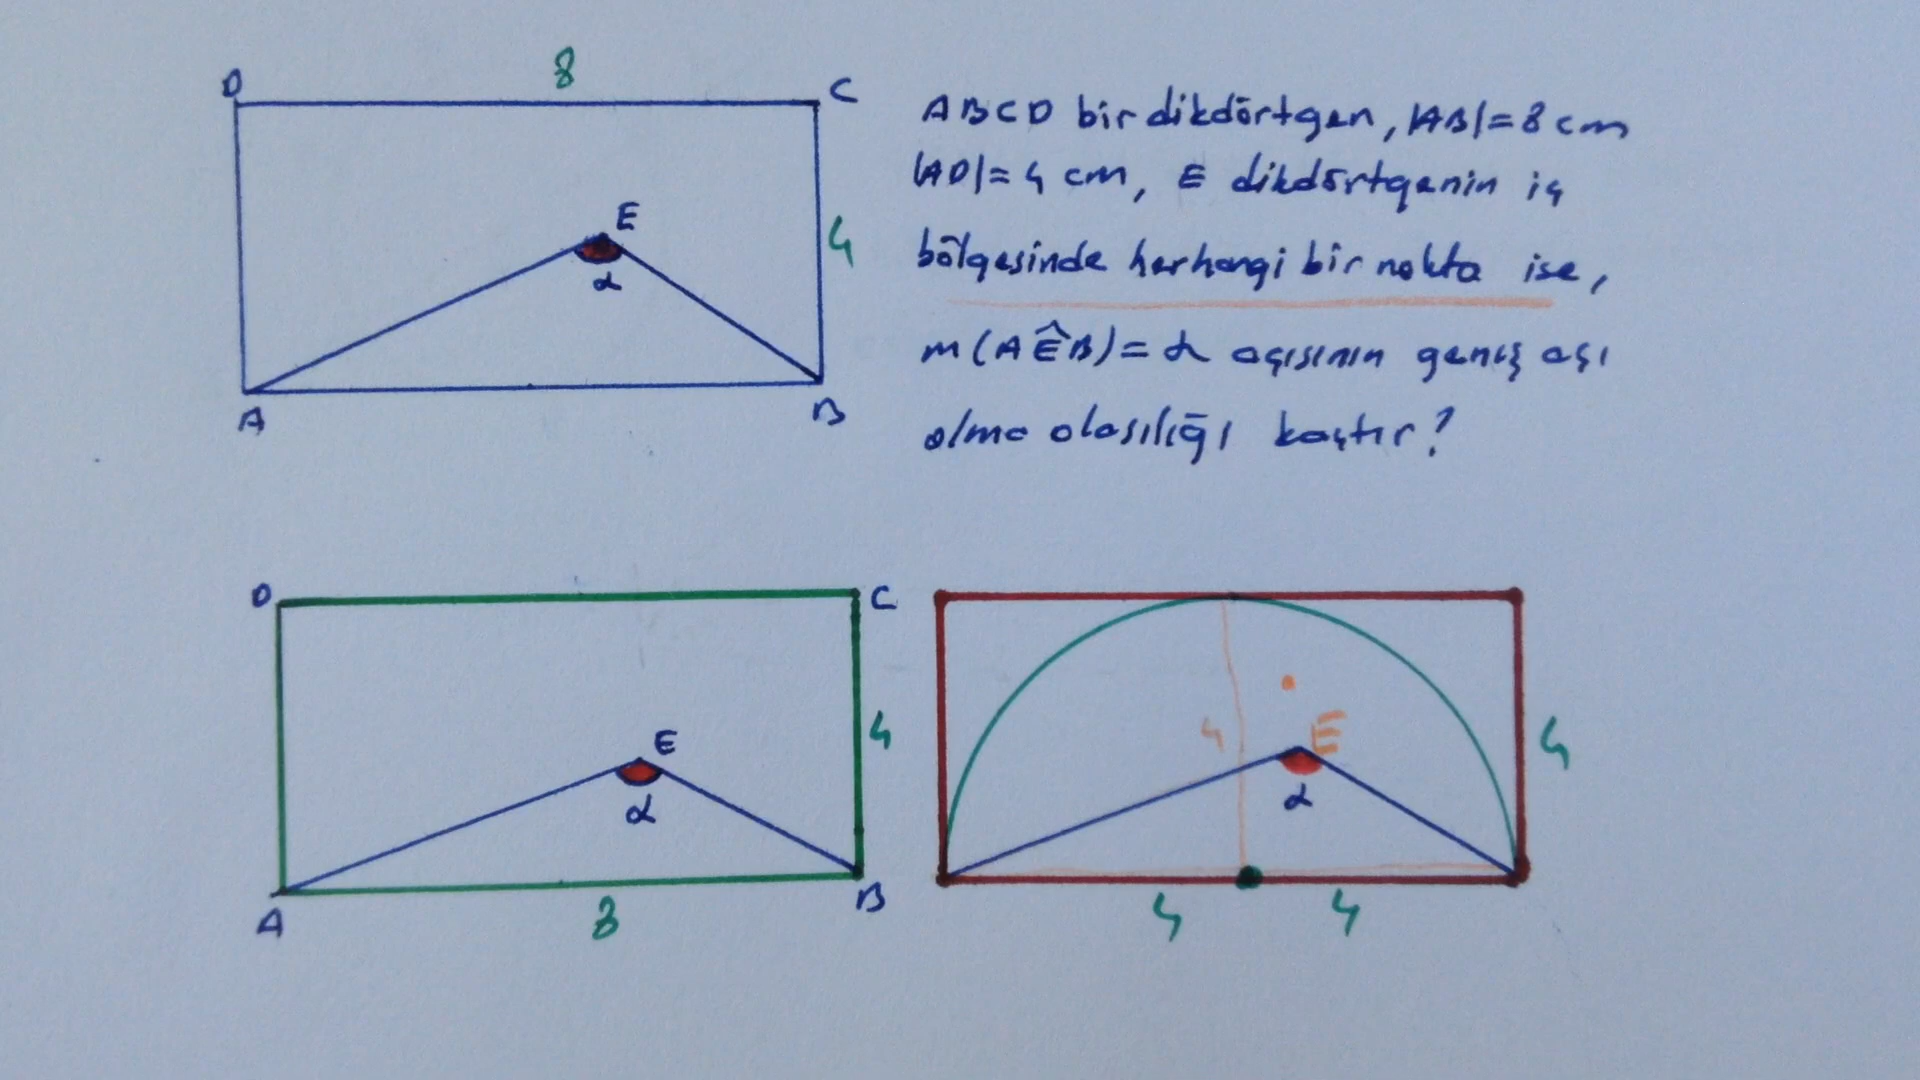 D 8 C
ABCD bir dikdörtgen, |AB|=8 cm
|AD|=4 cm, E dikdörtgenin iç
E
4
α
bölgesinde herhangi bir nokta ise,
m(AÊB)=α açısının geniş açı
A B
olma olasılığı kaçtır?
D C
E
4
α
A 8 B
4
E
α
4
4 4